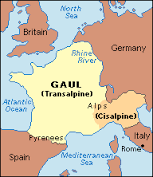 North
Sea
Britain
Germany
Rhine
River
GAUL
(Transalpine)
Atlantic
Ocean
Alps
(Cisalpine)
Pyrenees
Italy
Spain
Mediterranean
Sea
Rome